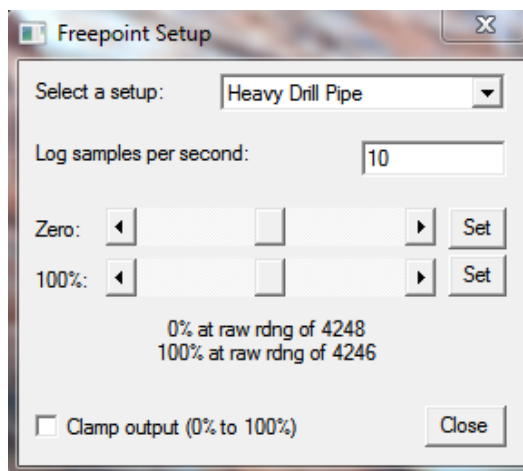 Freepoint Setup
Select a setup: Heavy Drill Pipe
Log samples per second: 10
Zero: Set
100%: Set
0% at raw rdng of 4248
100% at raw rdng of 4246
Clamp output (0% to 100%) Close